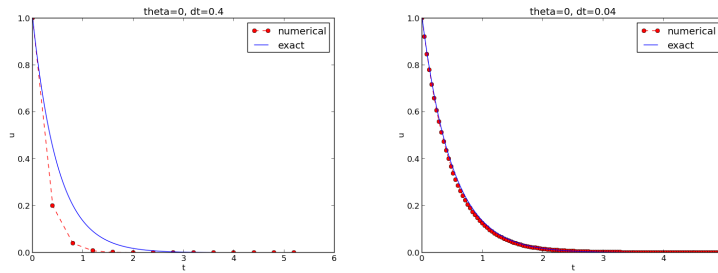 theta=0, dt=0.4
1.0
0.8
0.6
0.4
0.2
0.0
u
0 1 2 3 4 5 6
t
numerical
exact
theta=0, dt=0.04
1.0
0.8
0.6
0.4
0.2
0.0
u
0 1 2 3 4
t
numerical
exact